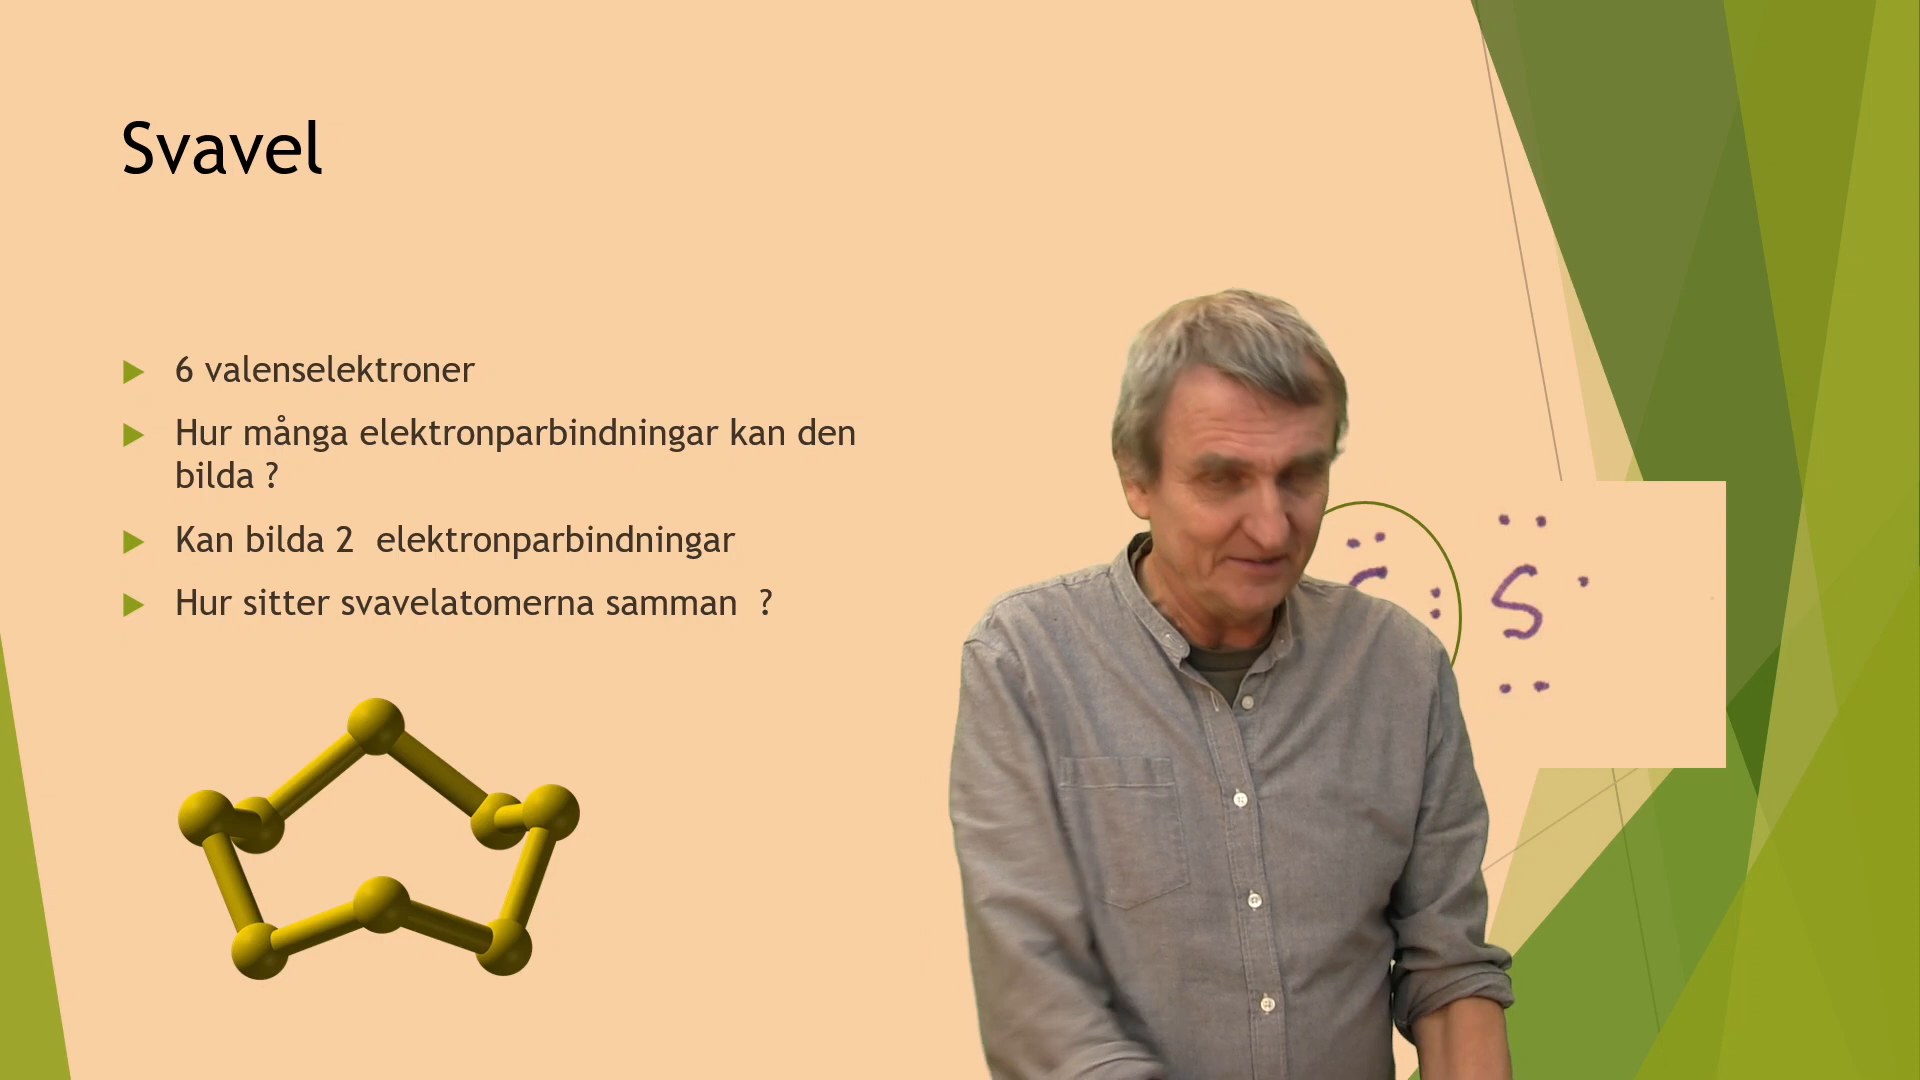 Svavel
6 valenselektroner
Hur många elektronparbindningar kan den
bilda ?
Kan bilda 2 elektronparbindningar
Hur sitter svavelatomerna samman ?
S